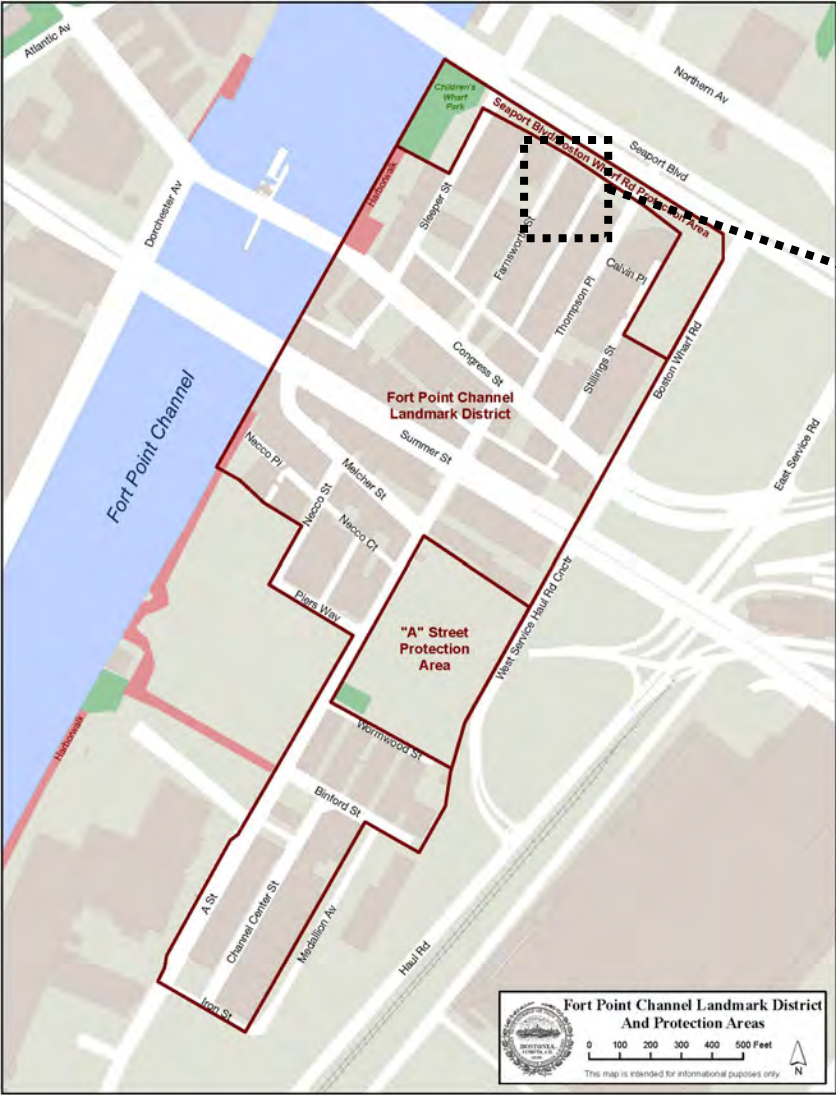 Atlantic Av
Northern Av
Children's
Wharf
Park
Seaport Blvd/Boston Wharf Rd Protection Area
Seaport Blvd
Harborwalk
Sleeper St
Dorchester Av
Farnsworth St
Calvin Pl
Thompson Pl
Congress St
Stillings St
Boston Wharf Rd
Fort Point Channel
Landmark District
Fort Point Channel
Summer St
East Service Rd
Necco Pl
Melcher St
Necco St
Necco Ct
Piers Way
West Service Haul Rd Cnctr
"A" Street
Protection
Area
Harborwalk
Wormwood St
Binford St
A St
Channel Center St
Medallion Av
Haul Rd
Iron St
Fort Point Channel Landmark District
And Protection Areas
0 100 200 300 400 500 Feet
This map is intended for informational puposes only.
N
BOSTONIA